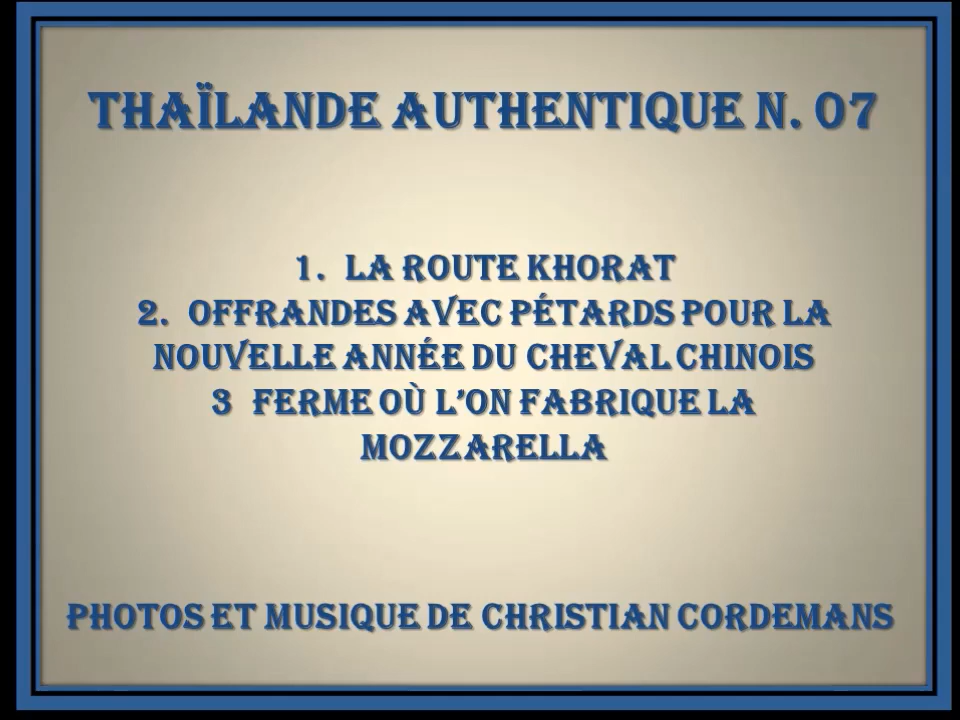 THAÏLANDE AUTHENTIQUE N. 07
1. LA ROUTE KHORAT
2. OFFRANDES AVEC PÉTARDS POUR LA
NOUVELLE ANNÉE DU CHEVAL CHINOIS
3 FERME OÙ L’ON FABRIQUE LA
MOZZARELLA
PHOTOS ET MUSIQUE DE CHRISTIAN CORDEMANS